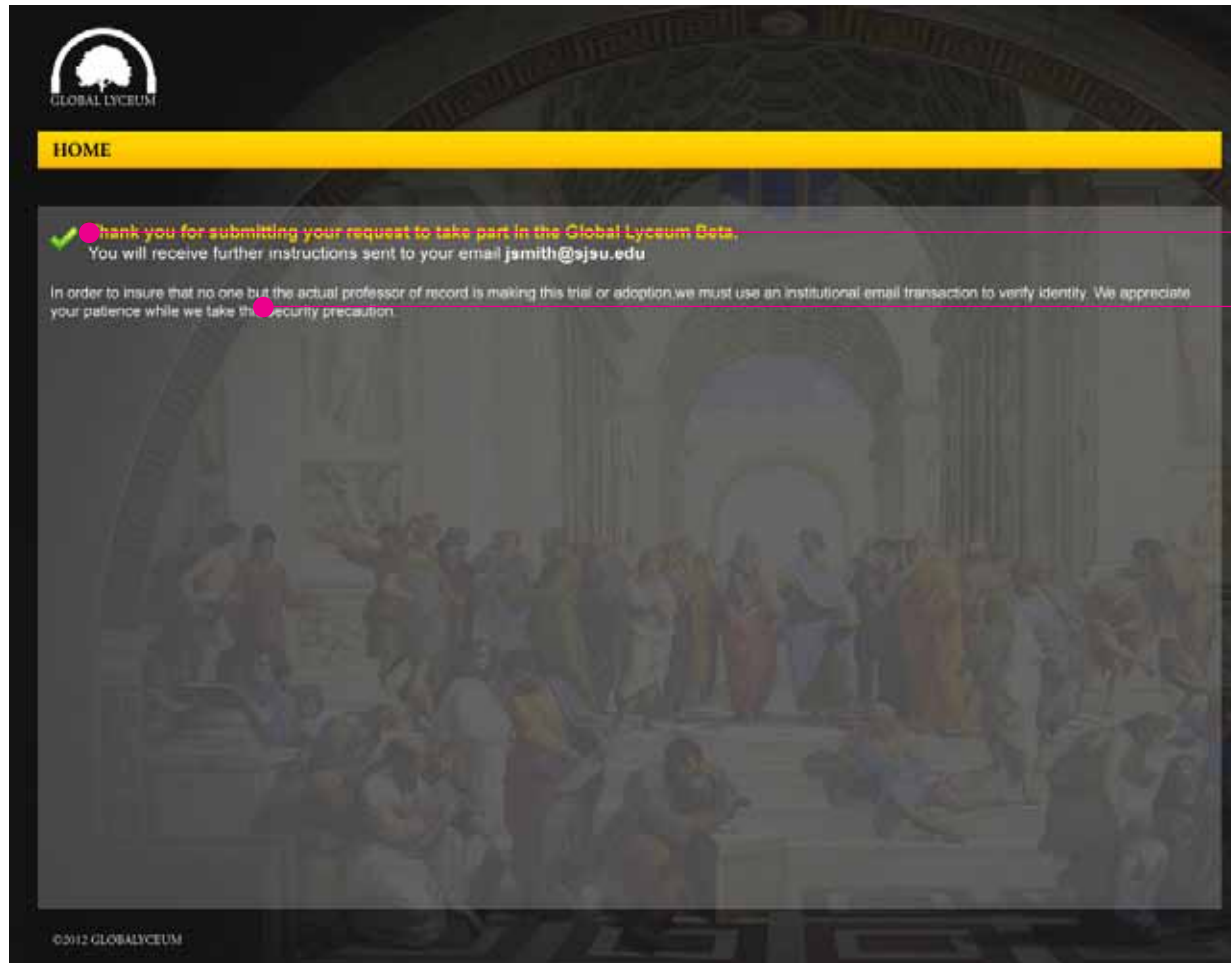 GLOBAL LYCEUM
HOME
Thank you for submitting your request to take part in the Global Lyceum Beta.
You will receive further instructions sent to your email jsmith@sjsu.edu
In order to insure that no one but the actual professor of record is making this trial or adoption,we must use an institutional email transaction to verify identity. We appreciate
your patience while we take this security precaution.
©2012 GLOBALYCEUM